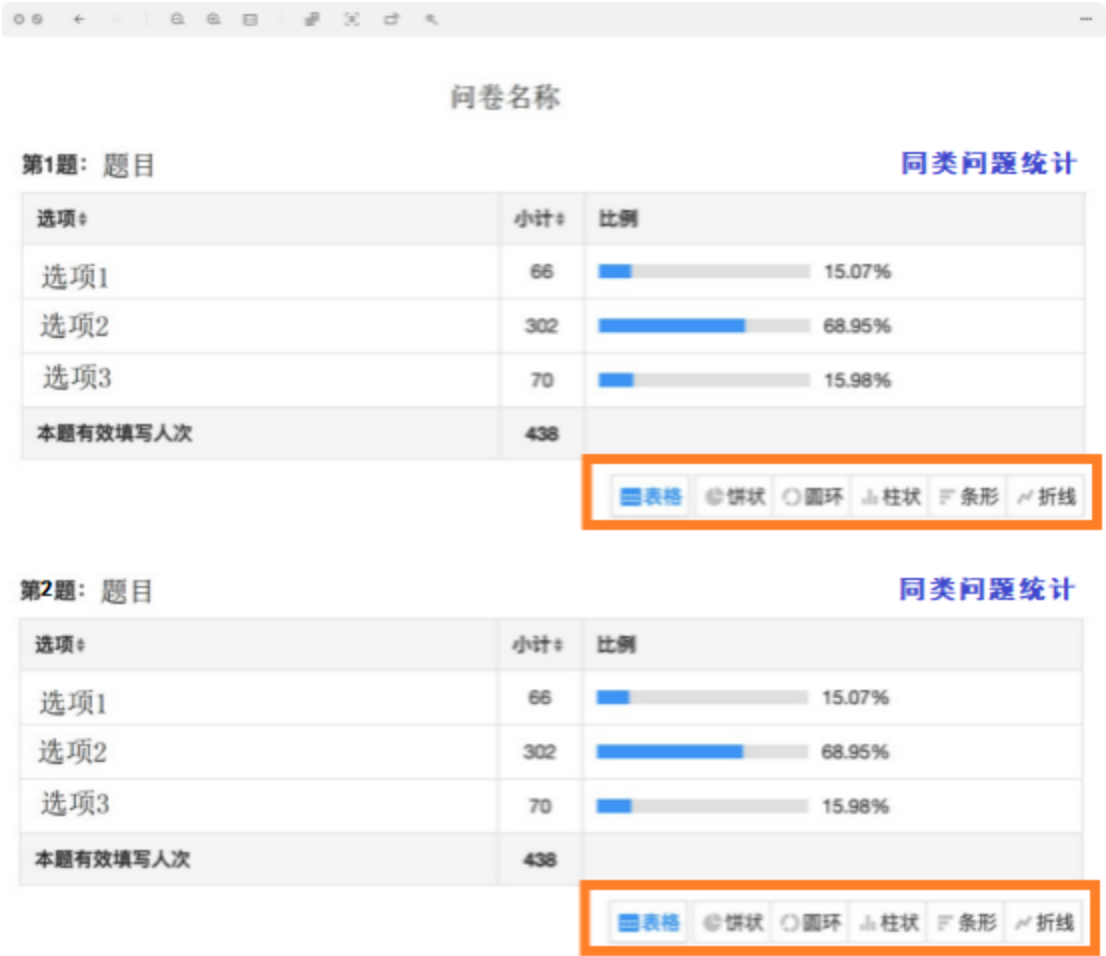 问卷名称
第1题： 题目 同类问题统计
选项 小计 比例
选项1 66 15.07%
选项2 302 68.95%
选项3 70 15.98%
本题有效填写人次 438
表格 饼状 圆环 柱状 条形 折线
第2题： 题目 同类问题统计
选项 小计 比例
选项1 66 15.07%
选项2 302 68.95%
选项3 70 15.98%
本题有效填写人次 438
表格 饼状 圆环 柱状 条形 折线